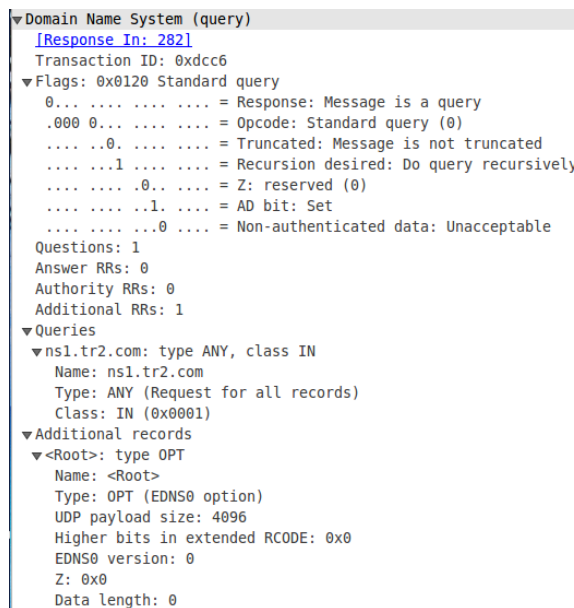 Domain Name System (query)
[Response In: 282]
Transaction ID: 0xdcc6
Flags: 0x0120 Standard query
0... .... .... .... = Response: Message is a query
.000 0... .... .... = Opcode: Standard query (0)
.... ..0. .... .... = Truncated: Message is not truncated
.... ...1 .... .... = Recursion desired: Do query recursively
.... .... .0.. .... = Z: reserved (0)
.... .... ..1. .... = AD bit: Set
.... .... ...0 .... = Non-authenticated data: Unacceptable
Questions: 1
Answer RRs: 0
Authority RRs: 0
Additional RRs: 1
Queries
ns1.tr2.com: type ANY, class IN
Name: ns1.tr2.com
Type: ANY (Request for all records)
Class: IN (0x0001)
Additional records
<Root>: type OPT
Name: <Root>
Type: OPT (EDNS0 option)
UDP payload size: 4096
Higher bits in extended RCODE: 0x0
EDNS0 version: 0
Z: 0x0
Data length: 0